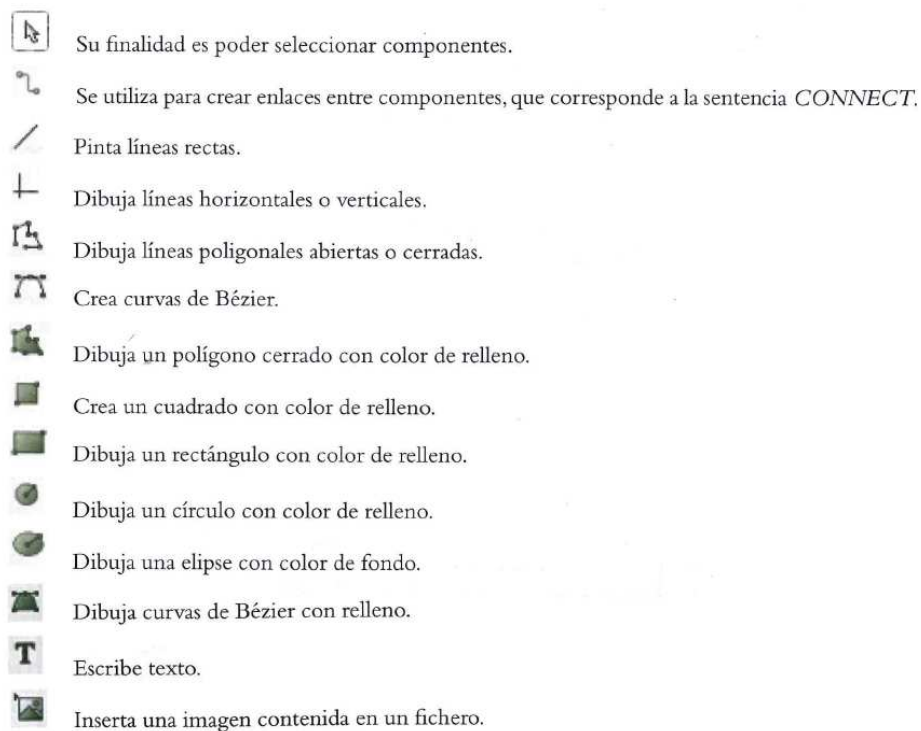 Su finalidad es poder seleccionar componentes.
Se utiliza para crear enlaces entre componentes, que corresponde a la sentencia CONNECT.
Pinta líneas rectas.
Dibuja líneas horizontales o verticales.
Dibuja líneas poligonales abiertas o cerradas.
Crea curvas de Bézier.
Dibuja un polígono cerrado con color de relleno.
Crea un cuadrado con color de relleno.
Dibuja un rectángulo con color de relleno.
Dibuja un círculo con color de relleno.
Dibuja una elipse con color de fondo.
Dibuja curvas de Bézier con relleno.
T
Escribe texto.
Inserta una imagen contenida en un fichero.